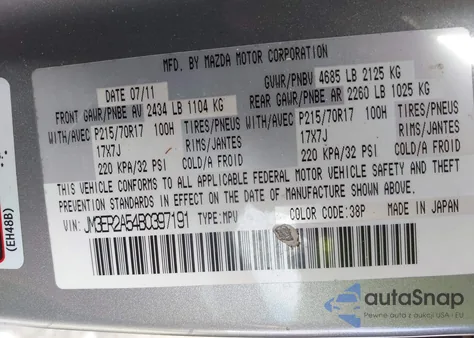 MFD. BY MAZDA MOTOR CORPORATION
DATE 07/11
GVWR/PNBV 4685 LB 2125 KG
FRONT GAWR/PNBE AV 2434 LB 1104 KG
REAR GAWR/PNBE AR 2260 LB 1025 KG
WITH/AVEC P215/70R17 100H TIRES/PNEUS
17X7J RIMS/JANTES
220 KPA/32 PSI COLD/A FROID
WITH/AVEC P215/70R17 100H TIRES/PNEUS
17X7J RIMS/JANTES
220 KPA/32 PSI COLD/A FROID
THIS VEHICLE CONFORMS TO ALL APPLICABLE FEDERAL MOTOR VEHICLE SAFETY AND THEFT
PREVENTION STANDARDS IN EFFECT ON THE DATE OF MANUFACTURE SHOWN ABOVE.
VIN: JM3ER2A54B0397191 TYPE: MPV COLOR CODE: 38P MADE IN JAPAN
(EH48B)
autoSnap
Pewne auta z aukcji USA - EU